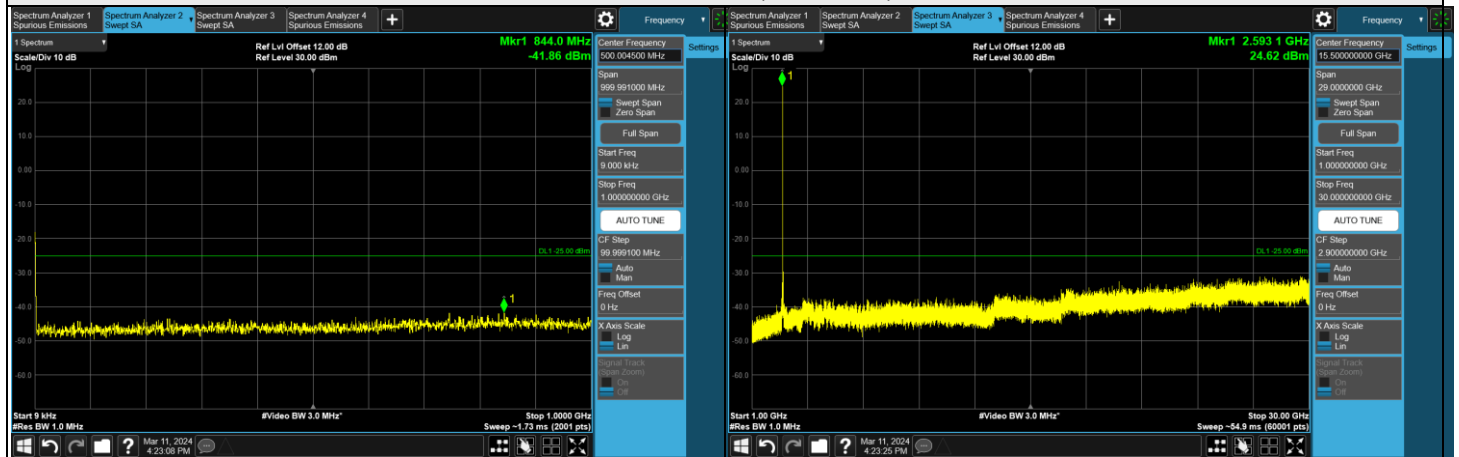 Spectrum Analyzer 1
Spurious Emissions
Spectrum Analyzer 2
Swept SA
Spectrum Analyzer 3
Swept SA
Spectrum Analyzer 4
Spurious Emissions
+
Frequency
1 Spectrum
Scale/Div 10 dB
Log
Ref Lvl Offset 12.00 dB
Ref Level 30.00 dBm
Mkr1 844.0 MHz
-41.86 dBm
1
20.0
10.0
0.00
-10.0
-20.0
-30.0
-40.0
-50.0
-60.0
DL1 -25.00 dBm
Start 9 kHz
#Res BW 1.0 MHz
#Video BW 3.0 MHz*
Stop 1.0000 GHz
Sweep ~1.73 ms (2001 pts)
Center Frequency
500.004500 MHz
Settings
Span
999.991000 MHz
Swept Span
Zero Span
Full Span
Start Freq
9.000 kHz
Stop Freq
1.000000000 GHz
AUTO TUNE
CF Step
99.999100 MHz
Auto
Man
Freq Offset
0 Hz
X Axis Scale
Log
Lin
Signal Track
(Span Zoom)
On
Off
?
Mar 11, 2024
4:23:08 PM
Spectrum Analyzer 1
Spurious Emissions
Spectrum Analyzer 2
Swept SA
Spectrum Analyzer 3
Swept SA
Spectrum Analyzer 4
Spurious Emissions
+
Frequency
1 Spectrum
Scale/Div 10 dB
Log
Ref Lvl Offset 12.00 dB
Ref Level 30.00 dBm
Mkr1 2.593 1 GHz
24.62 dBm
1
20.0
10.0
0.00
-10.0
-20.0
-30.0
-40.0
-50.0
-60.0
DL1 -25.00 dBm
Start 1.00 GHz
#Res BW 1.0 MHz
#Video BW 3.0 MHz*
Stop 30.00 GHz
Sweep ~54.9 ms (60001 pts)
Center Frequency
15.500000000 GHz
Settings
Span
29.0000000 GHz
Swept Span
Zero Span
Full Span
Start Freq
1.000000000 GHz
Stop Freq
30.000000000 GHz
AUTO TUNE
CF Step
2.900000000 GHz
Auto
Man
Freq Offset
0 Hz
X Axis Scale
Log
Lin
Signal Track
(Span Zoom)
On
Off
?
Mar 11, 2024
4:23:25 PM